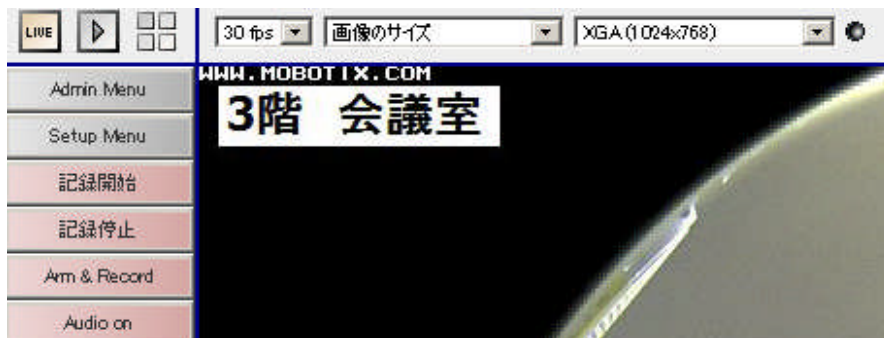 LIVE
30 fps 画像のサイズ XGA (1024x768)
WWW.MOBOTIX.COM
3階 会議室
Admin Menu
Setup Menu
記録開始
記録停止
Arm & Record
Audio on